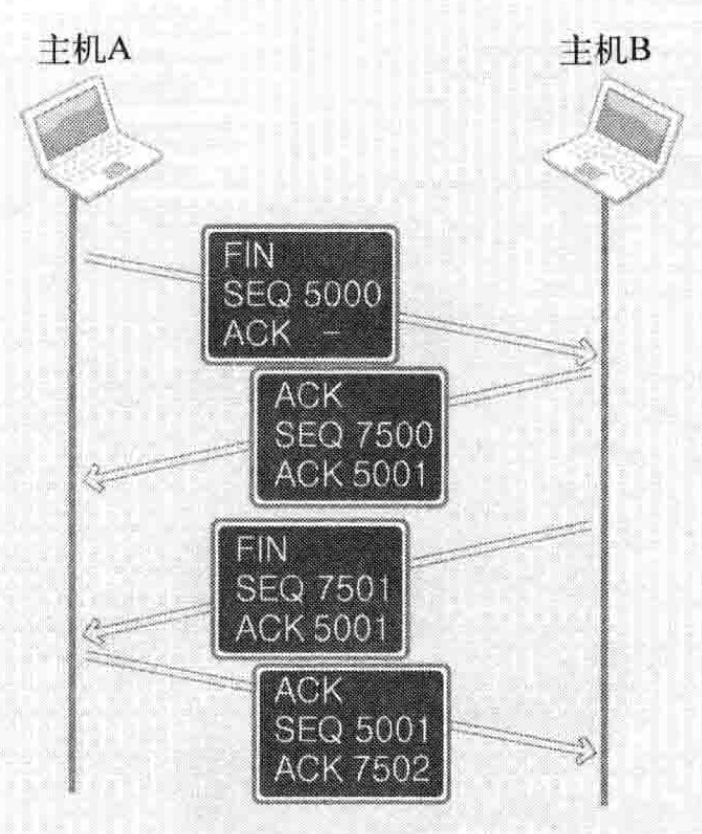 主机A
主机B
FIN
SEQ 5000
ACK –
ACK
SEQ 7500
ACK 5001
FIN
SEQ 7501
ACK 5001
ACK
SEQ 5001
ACK 7502